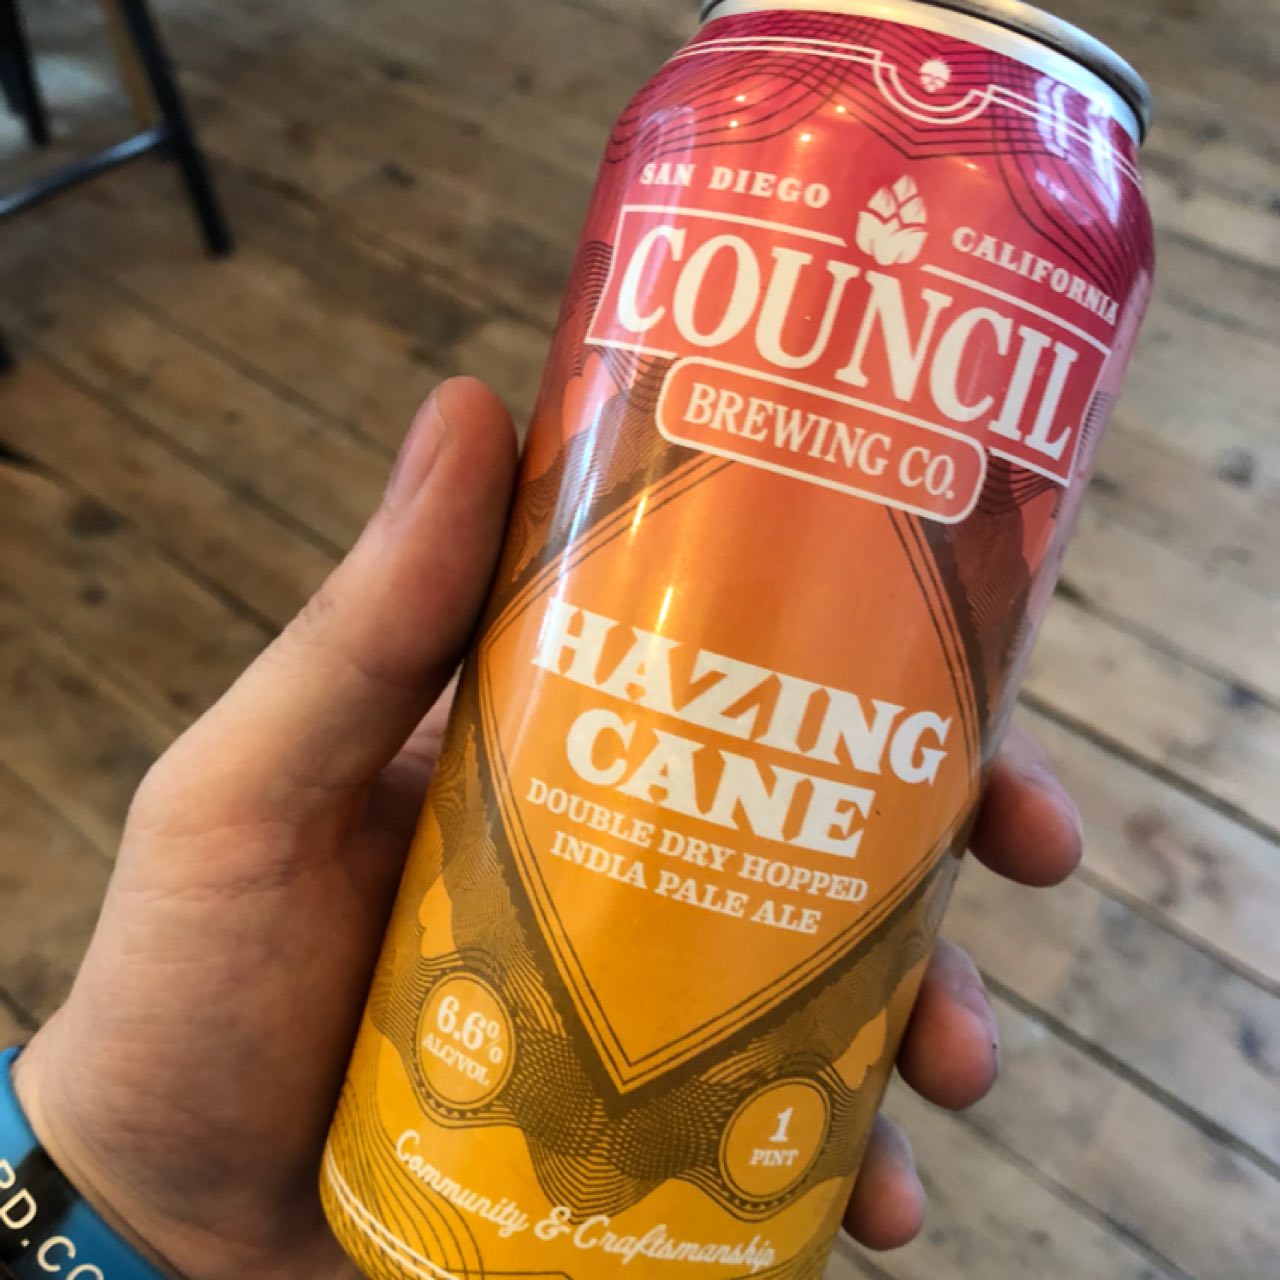 SAN DIEGO CALIFORNIA
COUNCIL
BREWING CO.
HAZING
CANE
DOUBLE DRY HOPPED
INDIA PALE ALE
6.6%
ALC/VOL
1
PINT
Community & Craftsmanship
D.CO